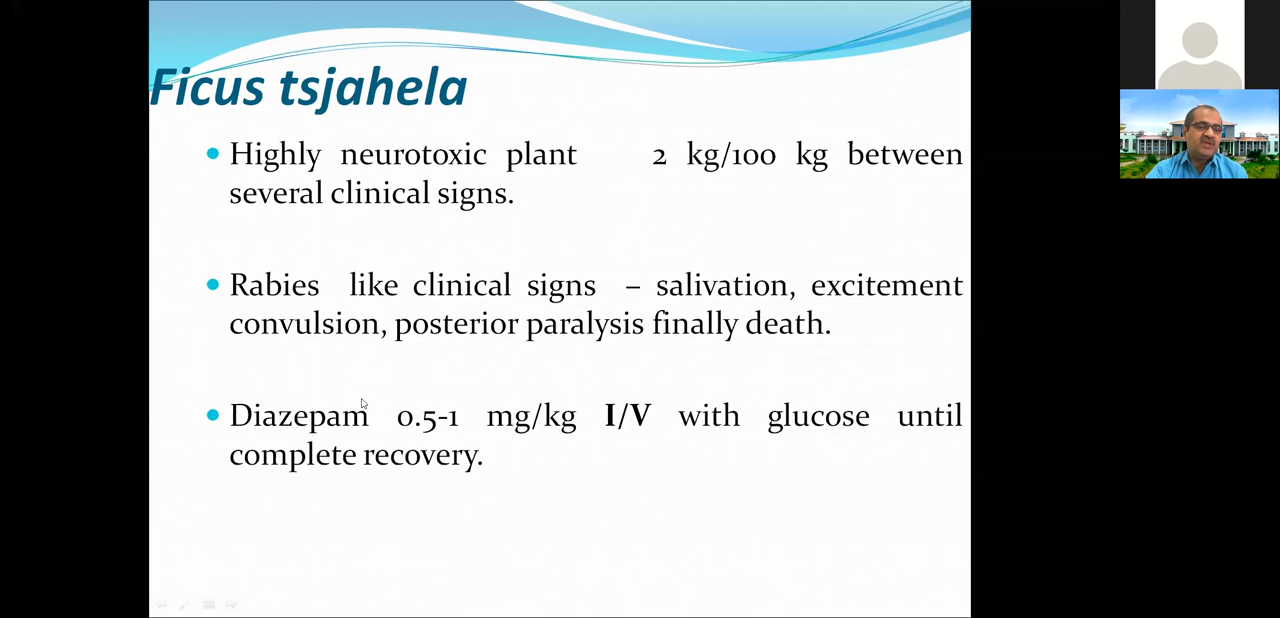 Ficus tsjahela
• Highly neurotoxic plant 2 kg/100 kg between
several clinical signs.
• Rabies like clinical signs – salivation, excitement
convulsion, posterior paralysis finally death.
• Diazepam 0.5-1 mg/kg I/V with glucose until
complete recovery.